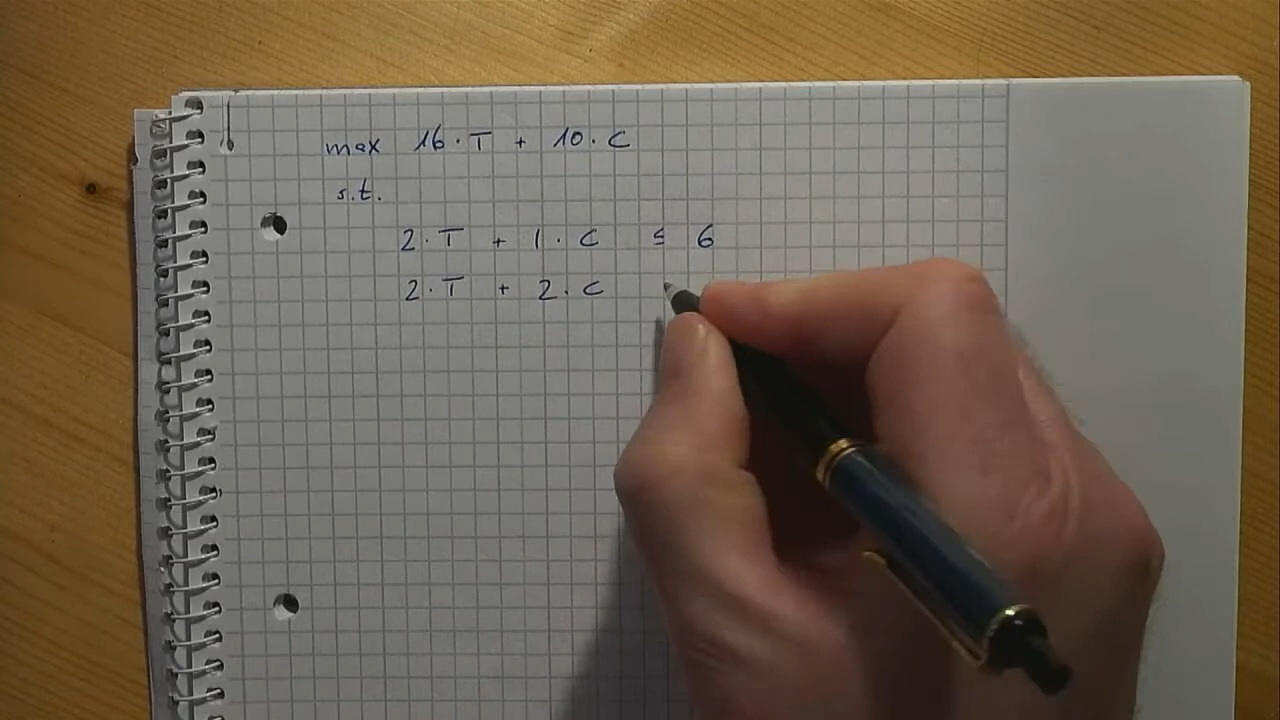 max 16·T + 10·C
s.t.
2·T + 1·C ≤ 6
2·T + 2·C